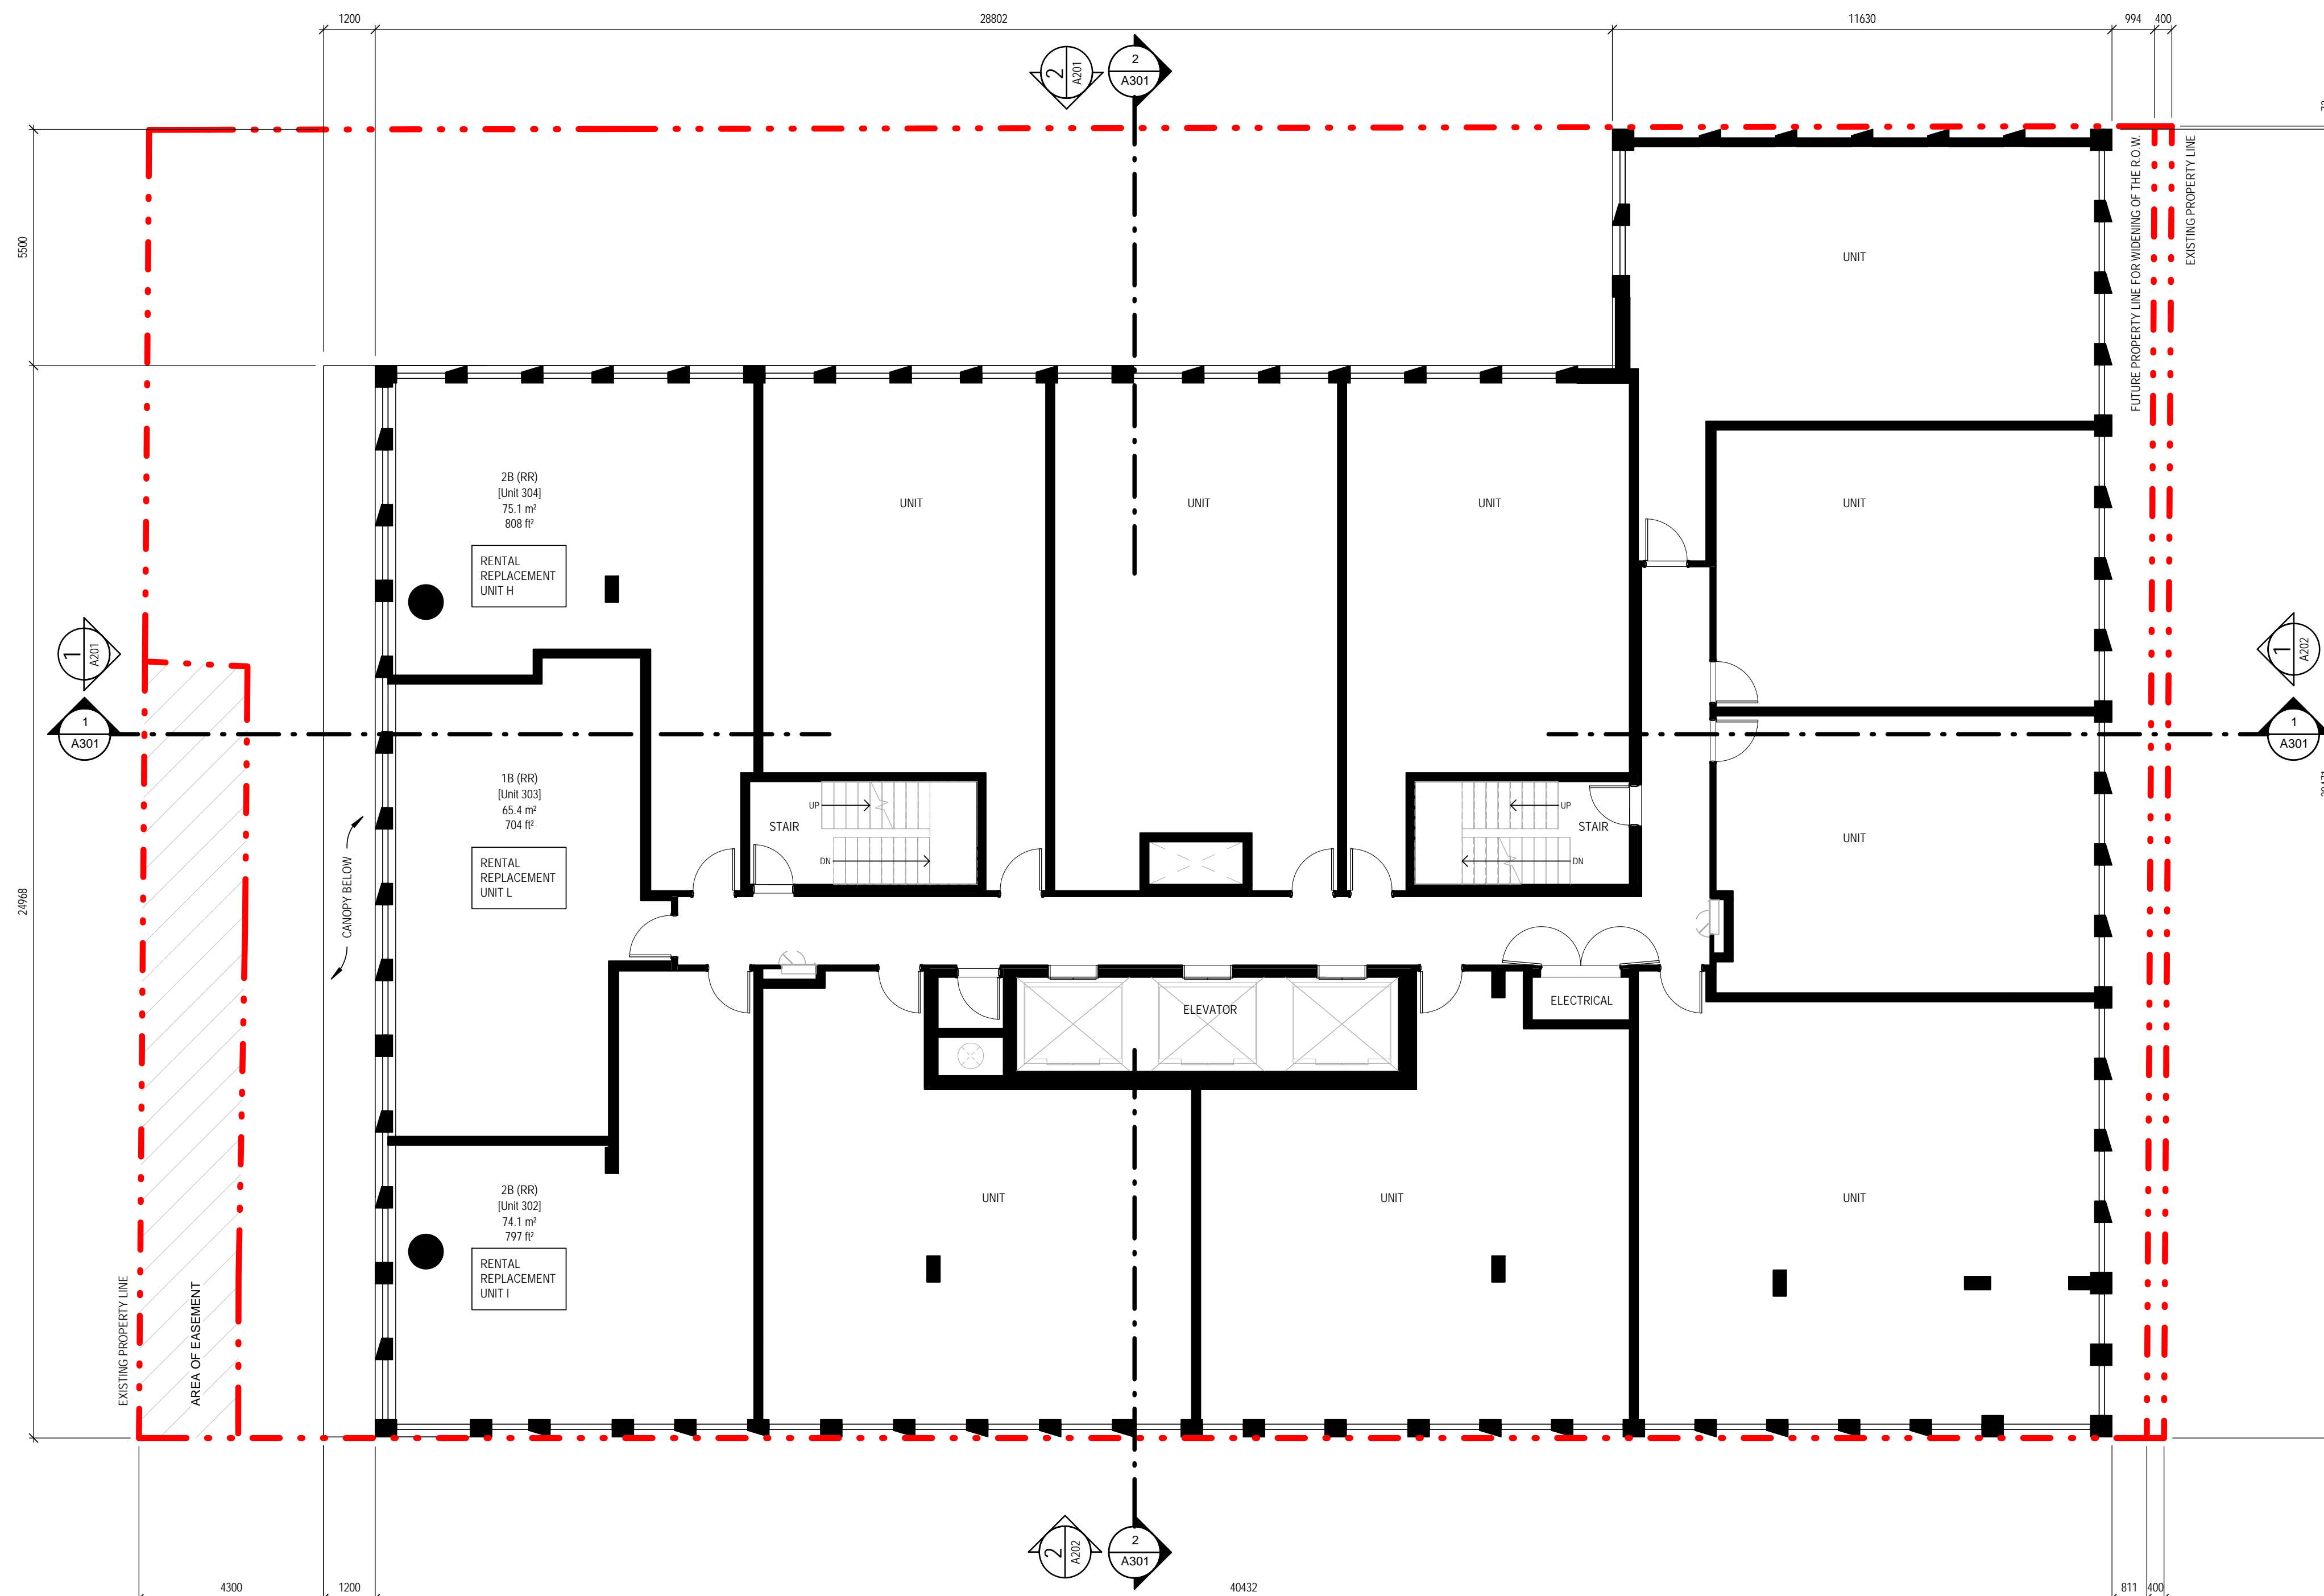 1200
28802
11630
994
400
2
A201
2
A301
5500
FUTURE PROPERTY LINE FOR WIDENING OF THE R.O.W.
EXISTING PROPERTY LINE
UNIT
2B (RR)
[Unit 304]
75.1 m²
808 ft²
RENTAL
REPLACEMENT
UNIT H
UNIT
UNIT
UNIT
UNIT
1
A201
1
A301
1
A202
1
A301
1B (RR)
[Unit 303]
65.4 m²
704 ft²
RENTAL
REPLACEMENT
UNIT L
CANOPY BELOW
UP
STAIR
DN
UP
STAIR
DN
UNIT
24968
ELEVATOR
ELECTRICAL
2B (RR)
[Unit 302]
74.1 m²
797 ft²
RENTAL
REPLACEMENT
UNIT I
UNIT
UNIT
UNIT
EXISTING PROPERTY LINE
AREA OF EASEMENT
2
A202
2
A301
4300
1200
40432
811
400